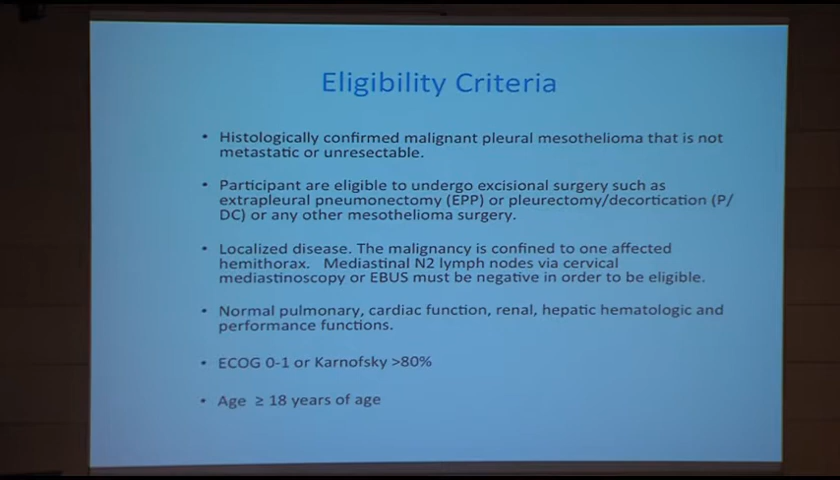 Eligibility Criteria
• Histologically confirmed malignant pleural mesothelioma that is not
metastatic or unresectable.
• Participant are eligible to undergo excisional surgery such as
extrapleural pneumonectomy (EPP) or pleurectomy/decortication (P/
DC) or any other mesothelioma surgery.
• Localized disease. The malignancy is confined to one affected
hemithorax. Mediastinal N2 lymph nodes via cervical
mediastinoscopy or EBUS must be negative in order to be eligible.
• Normal pulmonary, cardiac function, renal, hepatic hematologic and
performance functions.
• ECOG 0-1 or Karnofsky >80%
• Age ≥ 18 years of age